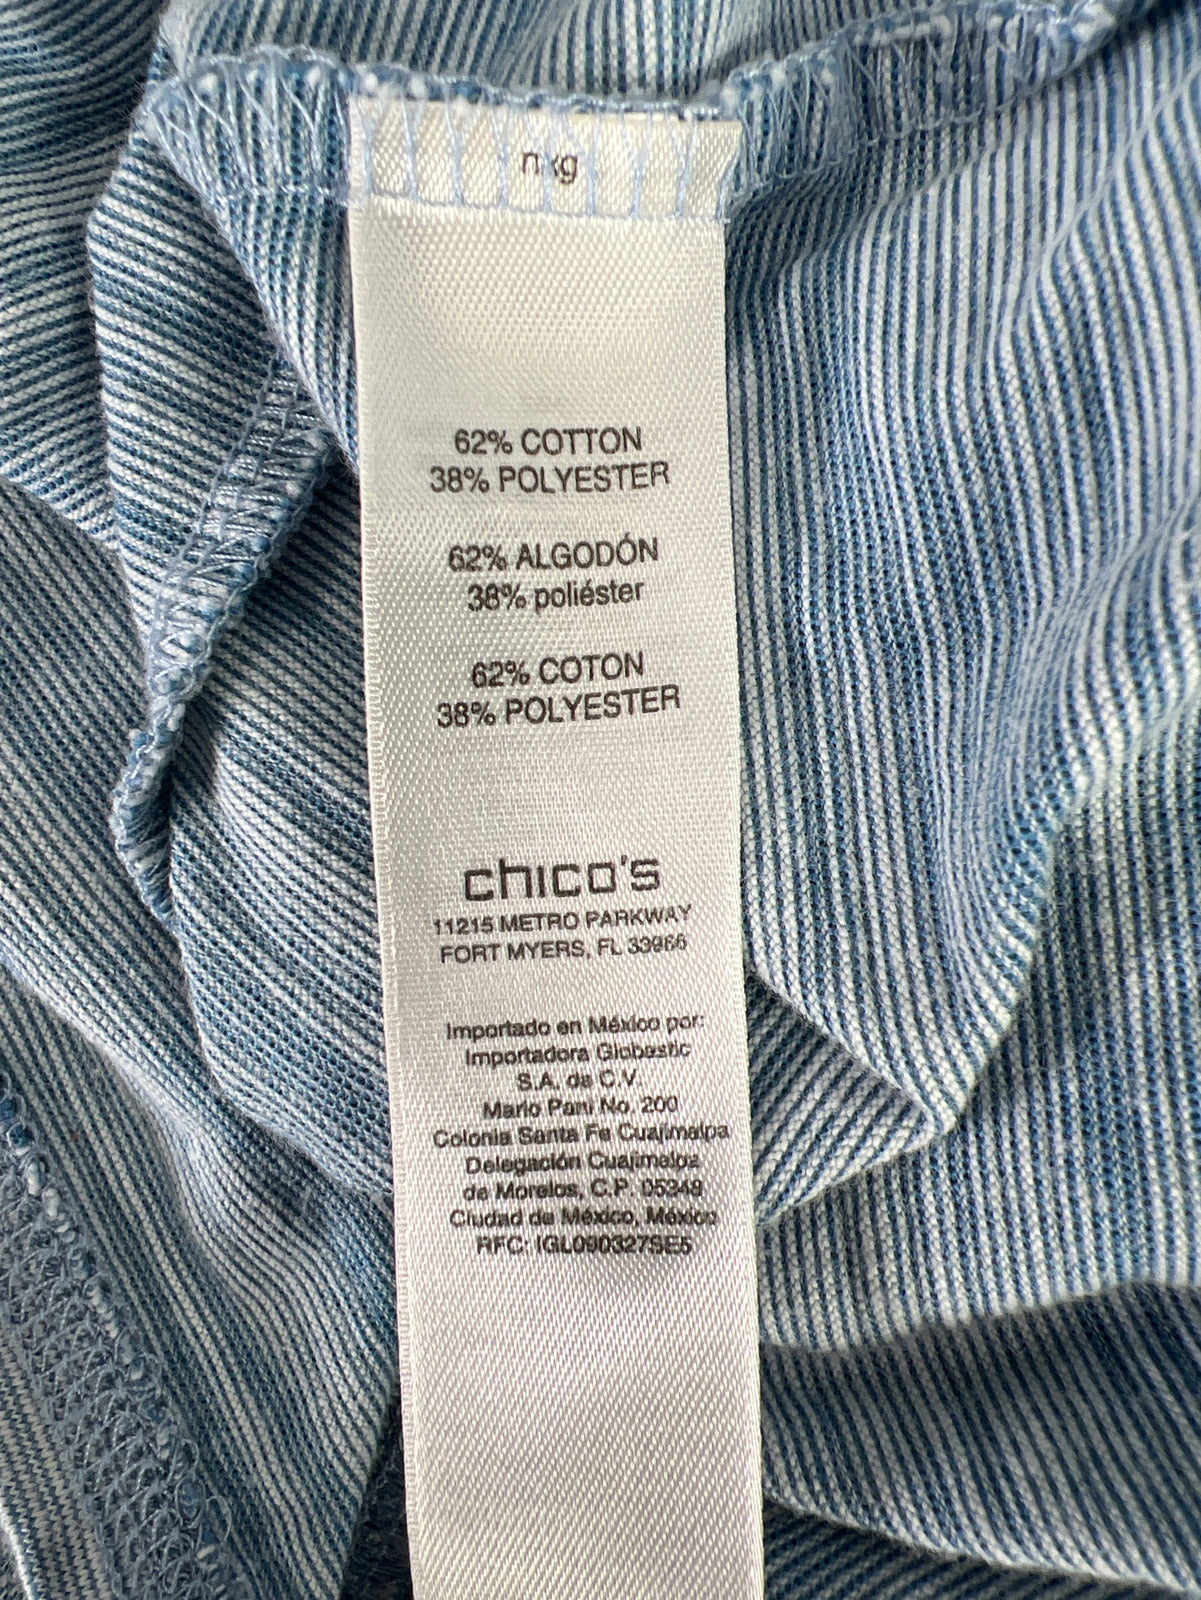 62% COTTON
38% POLYESTER
62% ALGODÓN
38% poliéster
62% COTON
38% POLYESTER
chico's
11215 METRO PARKWAY
FORT MYERS, FL 33966
Importado en México por:
Importadora Globastic
S.A. de C.V.
Mario Pani No. 200
Colonia Santa Fe Cuajimalpa
Delegación Cuajimalpa
de Morelos, C.P. 05348
Ciudad de México, México
RFC: IGL090327SE5